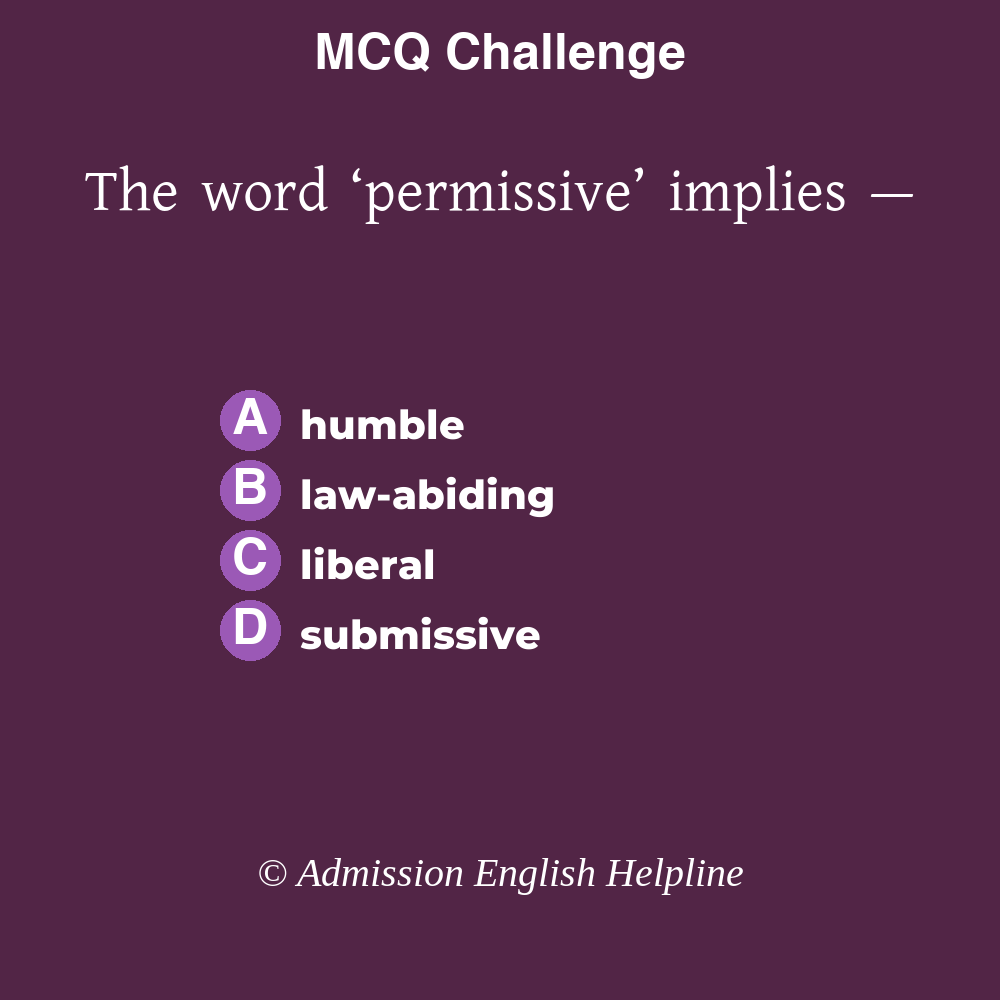 MCQ Challenge
The word ‘permissive’ implies —
A humble
B law-abiding
C liberal
D submissive
© Admission English Helpline